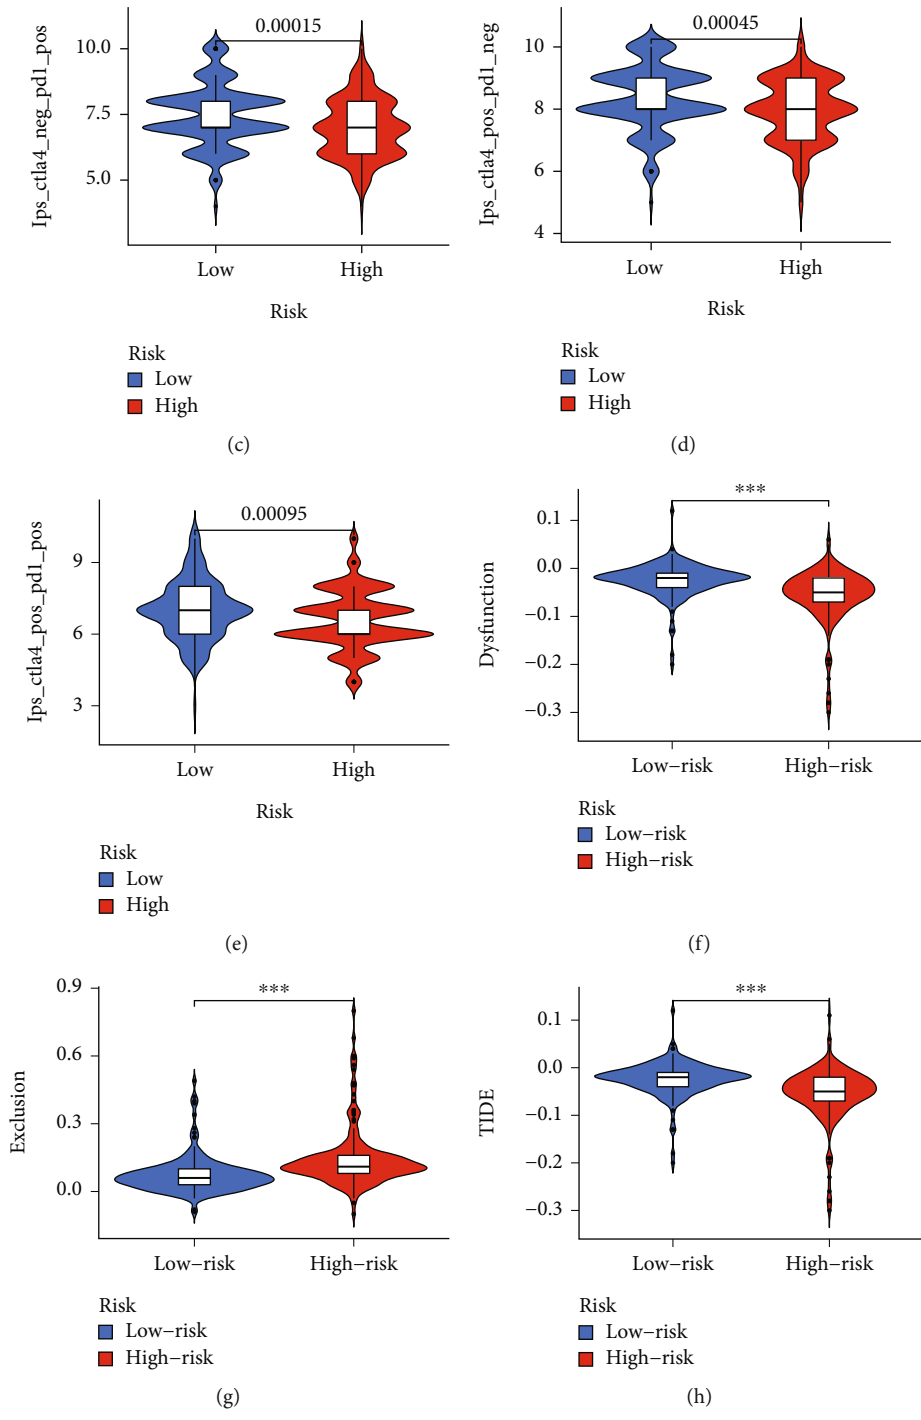 0.00015
Ips_ctla4_neg_pd1_pos
10.0
7.5
5.0
Low
High
Risk
Risk
Low
High
(c)
0.00045
Ips_ctla4_pos_pd1_neg
10
8
6
4
Low
High
Risk
Risk
Low
High
(d)
0.00095
Ips_ctla4_pos_pd1_pos
9
6
3
Low
High
Risk
Risk
Low
High
(e)
***
Dysfunction
0.1
0.0
−0.1
−0.2
−0.3
Low−risk
High−risk
Risk
Low−risk
High−risk
(f)
***
Exclusion
0.9
0.6
0.3
0.0
Low−risk
High−risk
Risk
Low−risk
High−risk
(g)
***
TIDE
0.1
0.0
−0.1
−0.2
−0.3
Low−risk
High−risk
Risk
Low−risk
High−risk
(h)